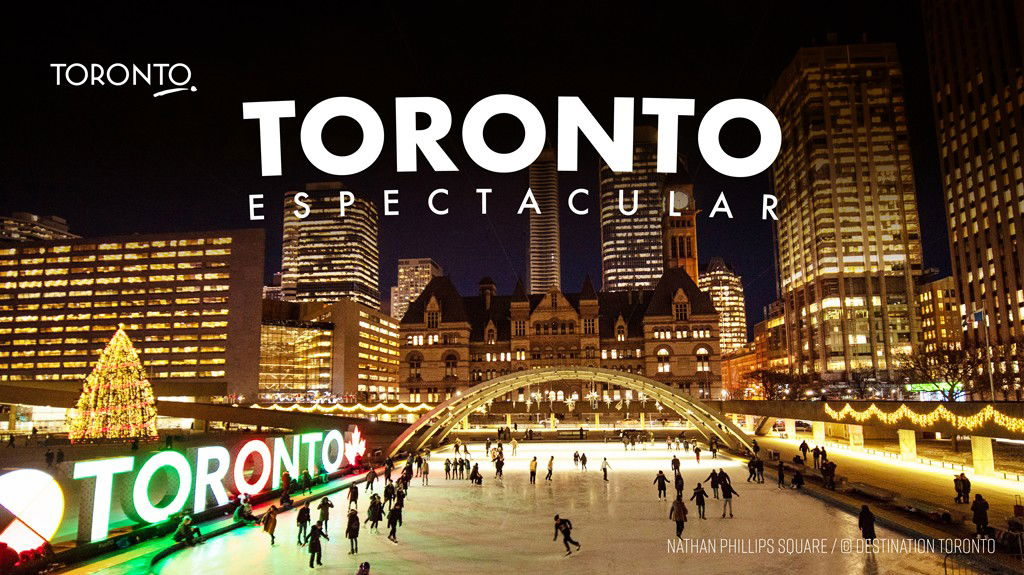 TORONTO
TORONTO
ESPECTACULAR
TORONTO
NATHAN PHILLIPS SQUARE / © DESTINATION TORONTO